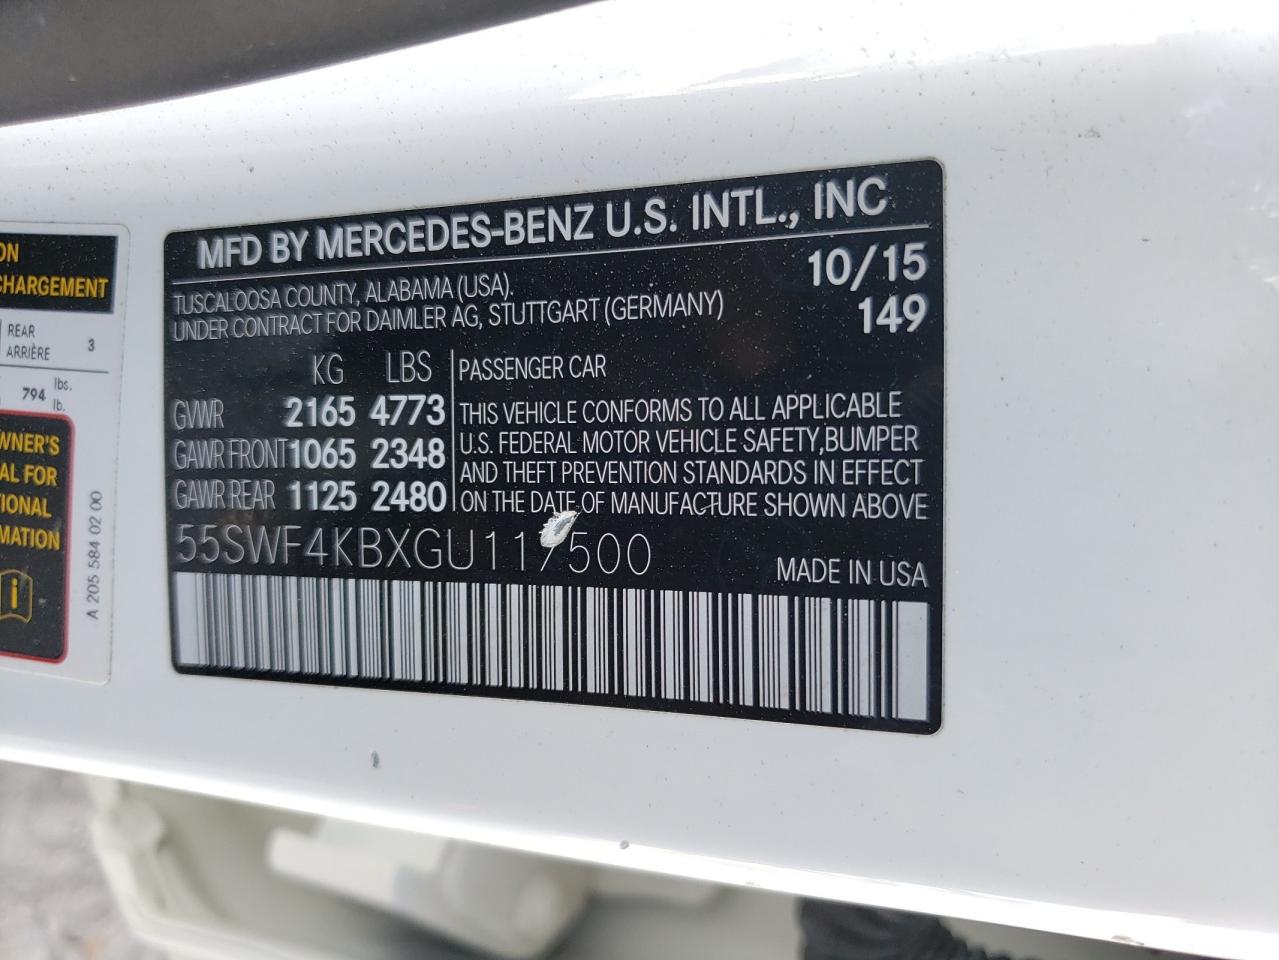 ON
CHARGEMENT
REAR
ARRIÈRE 3
794 lbs.
lb.
WNER'S
AL FOR
TIONAL
MATION
A 205 584 02 00
MFD BY MERCEDES-BENZ U.S. INTL., INC
TUSCALOOSA COUNTY, ALABAMA (USA). 10/15
UNDER CONTRACT FOR DAIMLER AG, STUTTGART (GERMANY) 149
KG LBS PASSENGER CAR
GVWR 2165 4773 THIS VEHICLE CONFORMS TO ALL APPLICABLE
GAWR FRONT 1065 2348 U.S. FEDERAL MOTOR VEHICLE SAFETY, BUMPER
AND THEFT PREVENTION STANDARDS IN EFFECT
GAWR REAR 1125 2480 ON THE DATE OF MANUFACTURE SHOWN ABOVE
55SWF4KBXGU117500
MADE IN USA